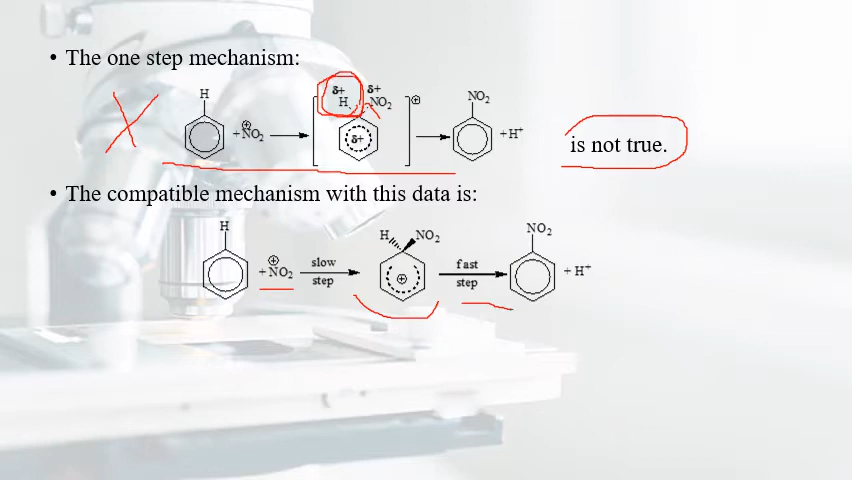 • The one step mechanism:
H
δ+ δ+
H NO₂ ⊕
NO₂
+ ⊕NO₂
δ+
+ H⁺
is not true.
• The compatible mechanism with this data is:
H
H NO₂
NO₂
+ ⊕NO₂
slow
step
⊕
fast
step
+ H⁺